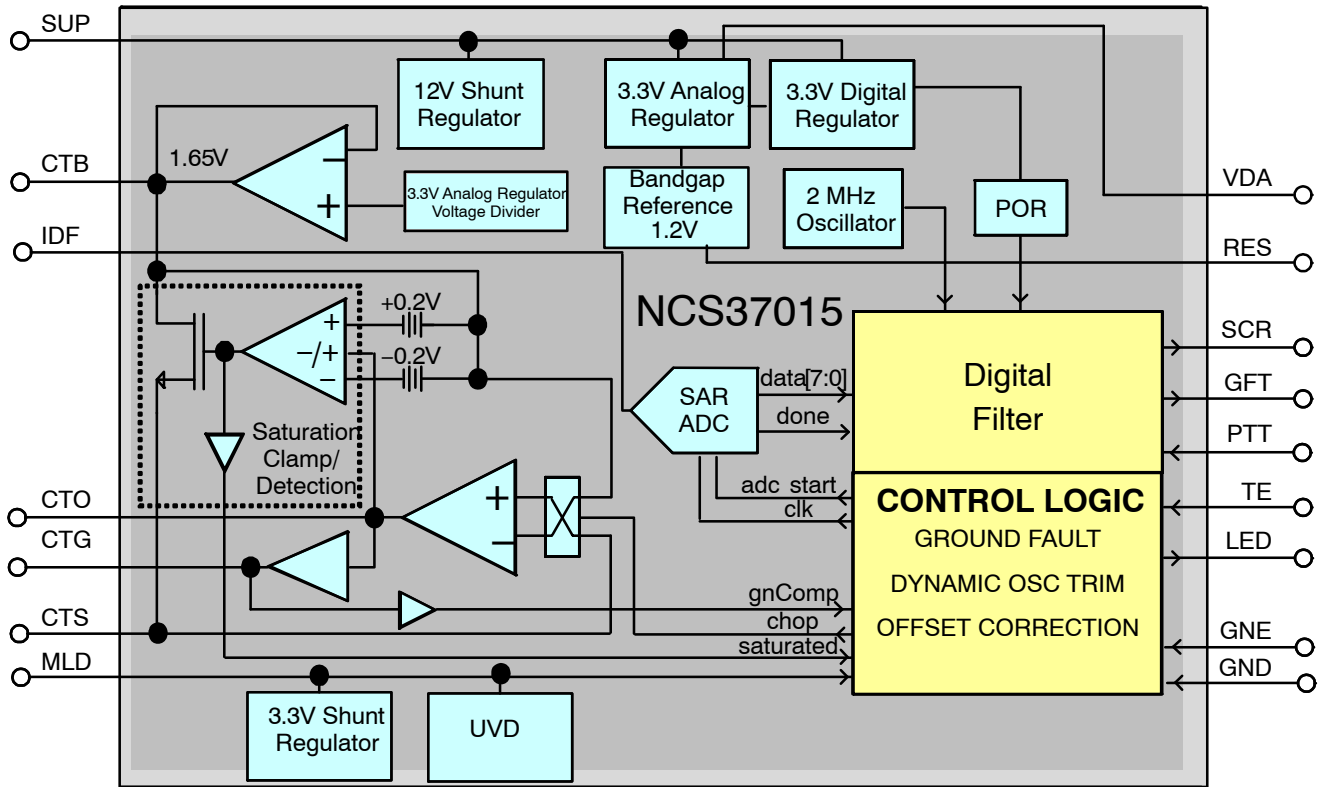 SUP
CTB
IDF
CTO
CTG
CTS
MLD
12V Shunt
Regulator
3.3V Analog
Regulator
3.3V Digital
Regulator
1.65V
−
+
3.3V Analog Regulator
Voltage Divider
Bandgap
Reference
1.2V
2 MHz
Oscillator
POR
VDA
RES
NCS37015
+0.2V
−0.2V
+
−/+
−
Saturation
Clamp/
Detection
SAR
ADC
data[7:0]
done
adc_start
clk
Digital
Filter
CONTROL LOGIC
GROUND FAULT
DYNAMIC OSC TRIM
OFFSET CORRECTION
+
−
gnComp
chop
saturated
3.3V Shunt
Regulator
UVD
SCR
GFT
PTT
TE
LED
GNE
GND